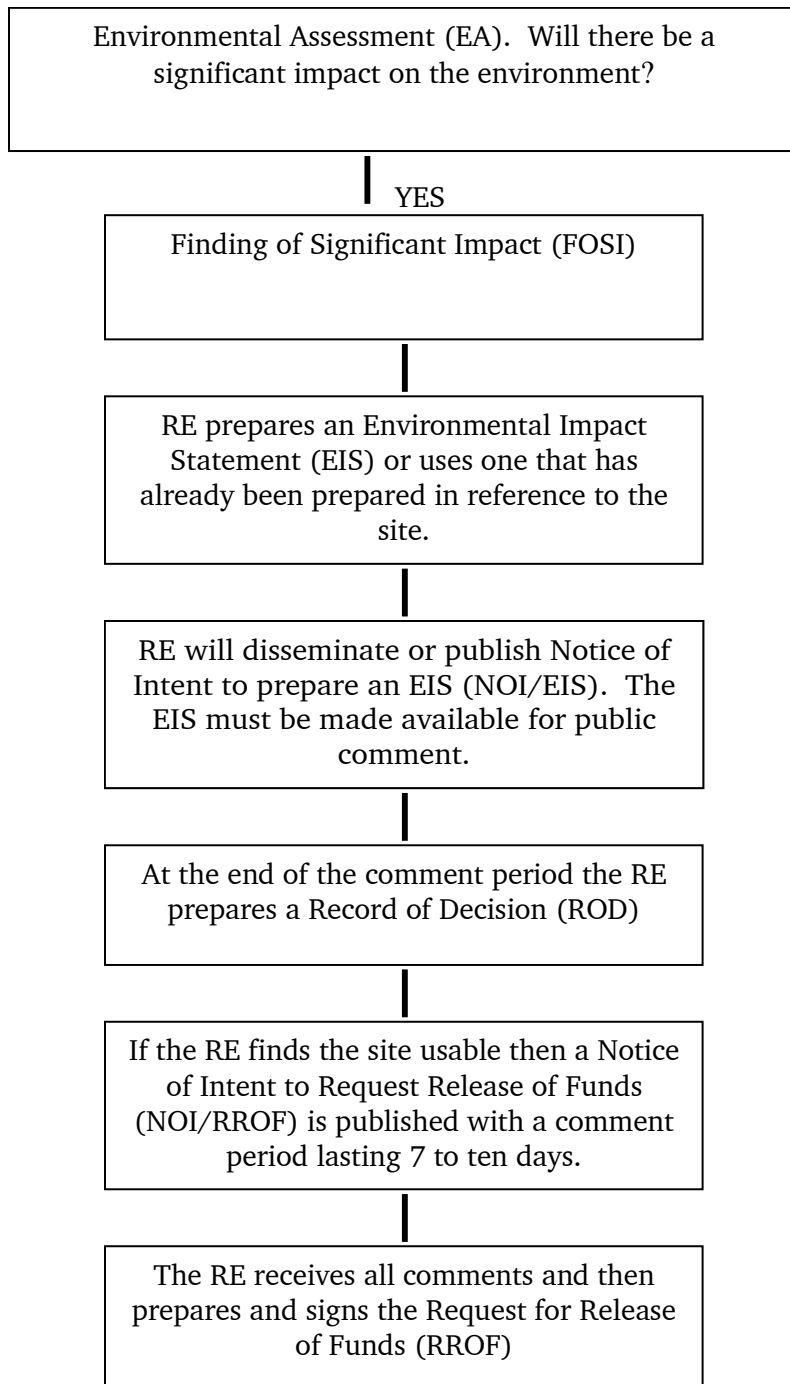 Environmental Assessment (EA).  Will there be a
significant impact on the environment?
YES
Finding of Significant Impact (FOSI)
RE prepares an Environmental Impact
Statement (EIS) or uses one that has
already been prepared in reference to the
site.
RE will disseminate or publish Notice of
Intent to prepare an EIS (NOI/EIS).  The
EIS must be made available for public
comment.
At the end of the comment period the RE
prepares a Record of Decision (ROD)
If the RE finds the site usable then a Notice
of Intent to Request Release of Funds
(NOI/RROF) is published with a comment
period lasting 7 to ten days.
The RE receives all comments and then
prepares and signs the Request for Release
of Funds (RROF)